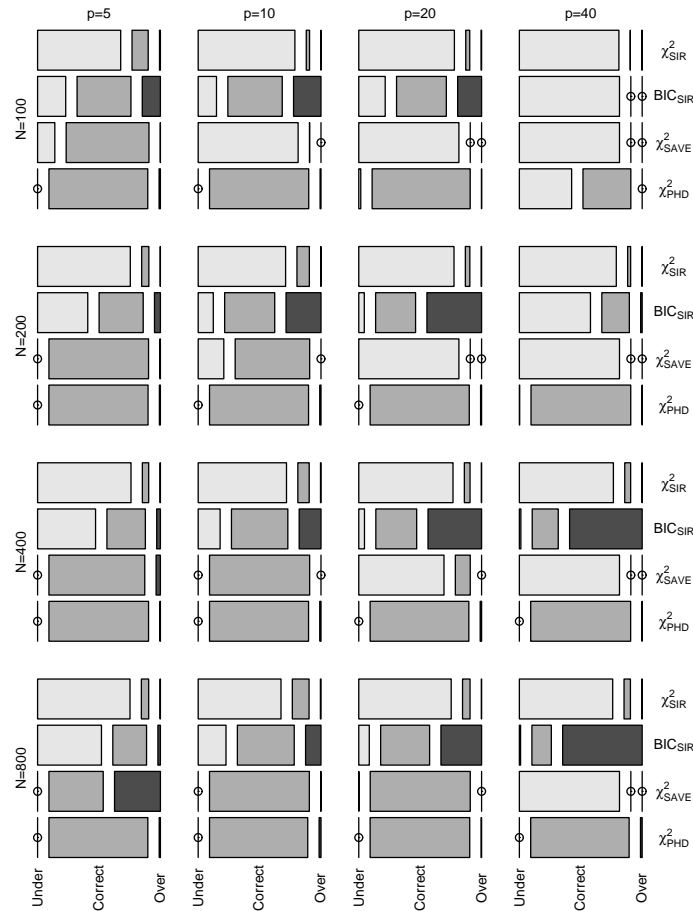 p=5 p=10 p=20 p=40
N=100
χ²SIR
BICSIR
χ²SAVE
χ²PHD
N=200
χ²SIR
BICSIR
χ²SAVE
χ²PHD
N=400
χ²SIR
BICSIR
χ²SAVE
χ²PHD
N=800
χ²SIR
BICSIR
χ²SAVE
χ²PHD
Under Correct Over Under Correct Over Under Correct Over Under Correct Over